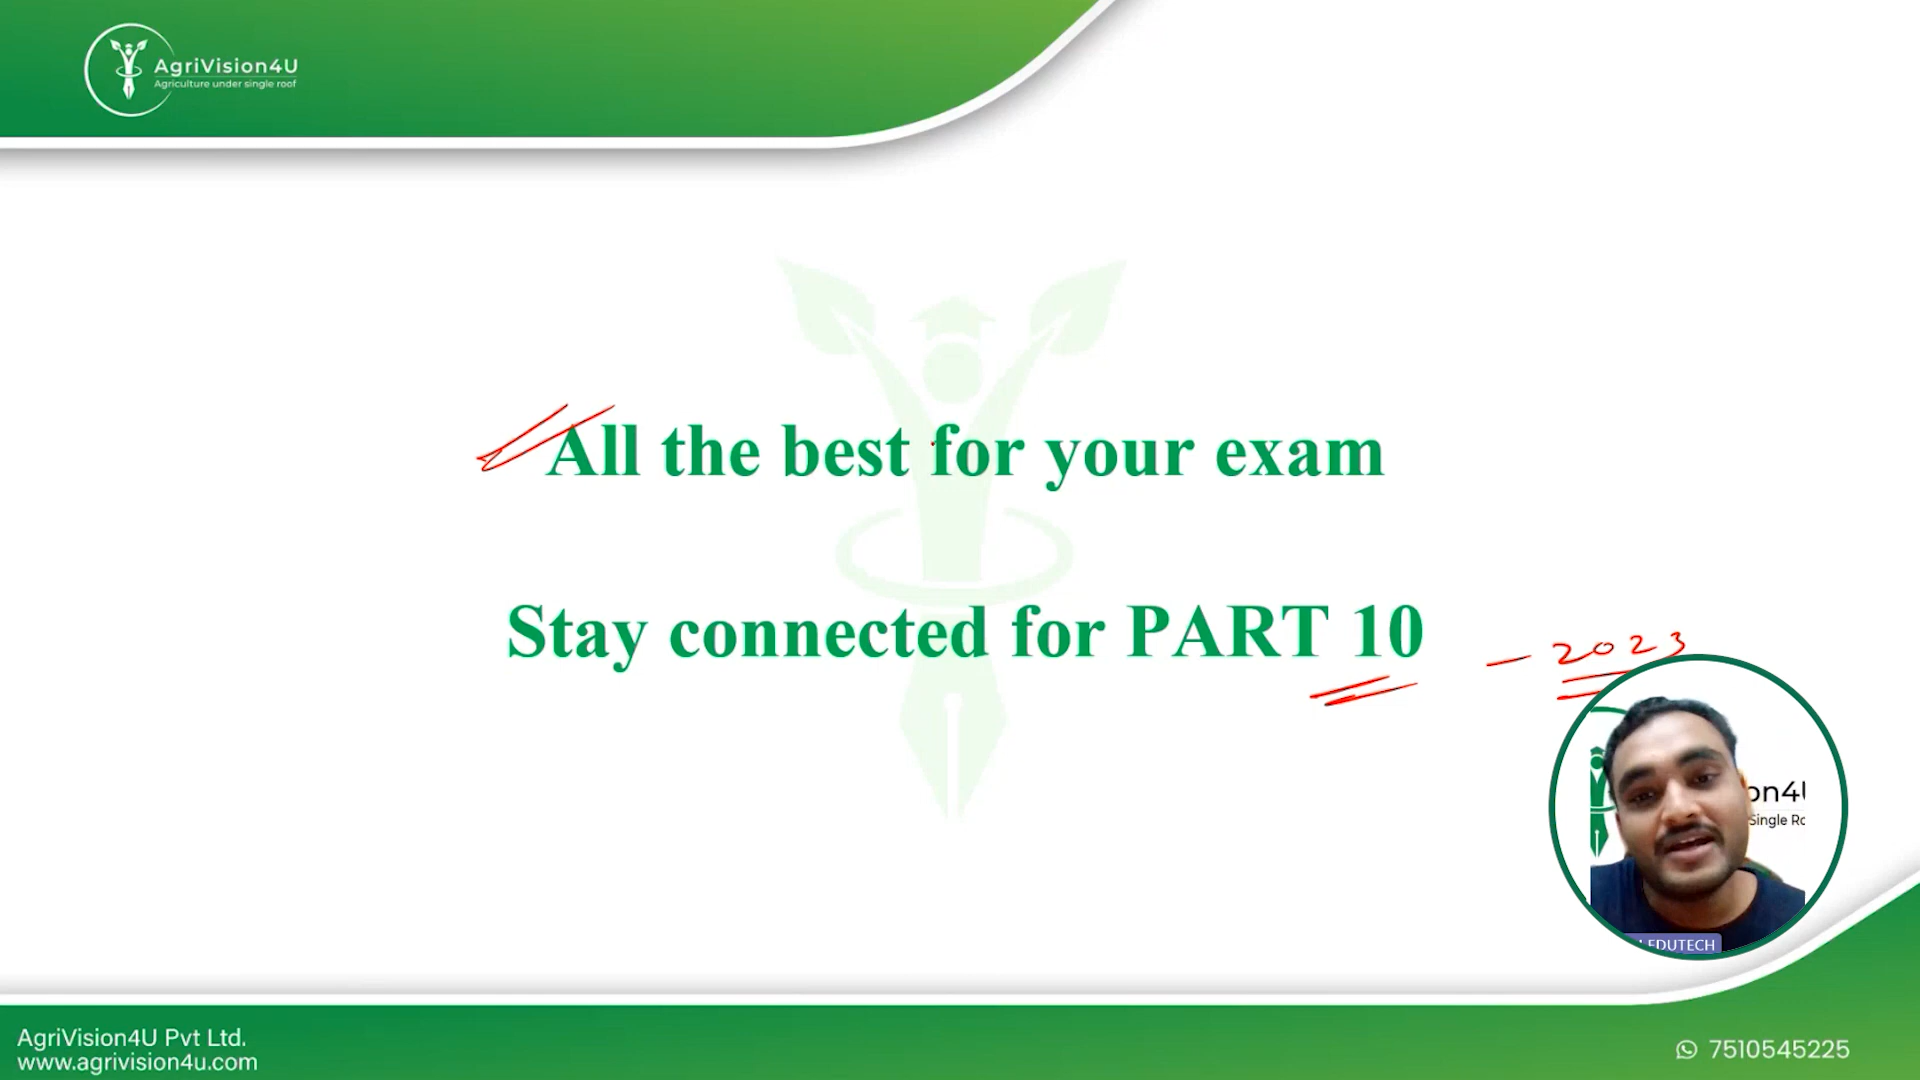 AgriVision4U
Agriculture under single roof
All the best for your exam
Stay connected for PART 10
- 2023
on4U
Single Ro
EDUTECH
AgriVision4U Pvt Ltd.
www.agrivision4u.com
7510545225